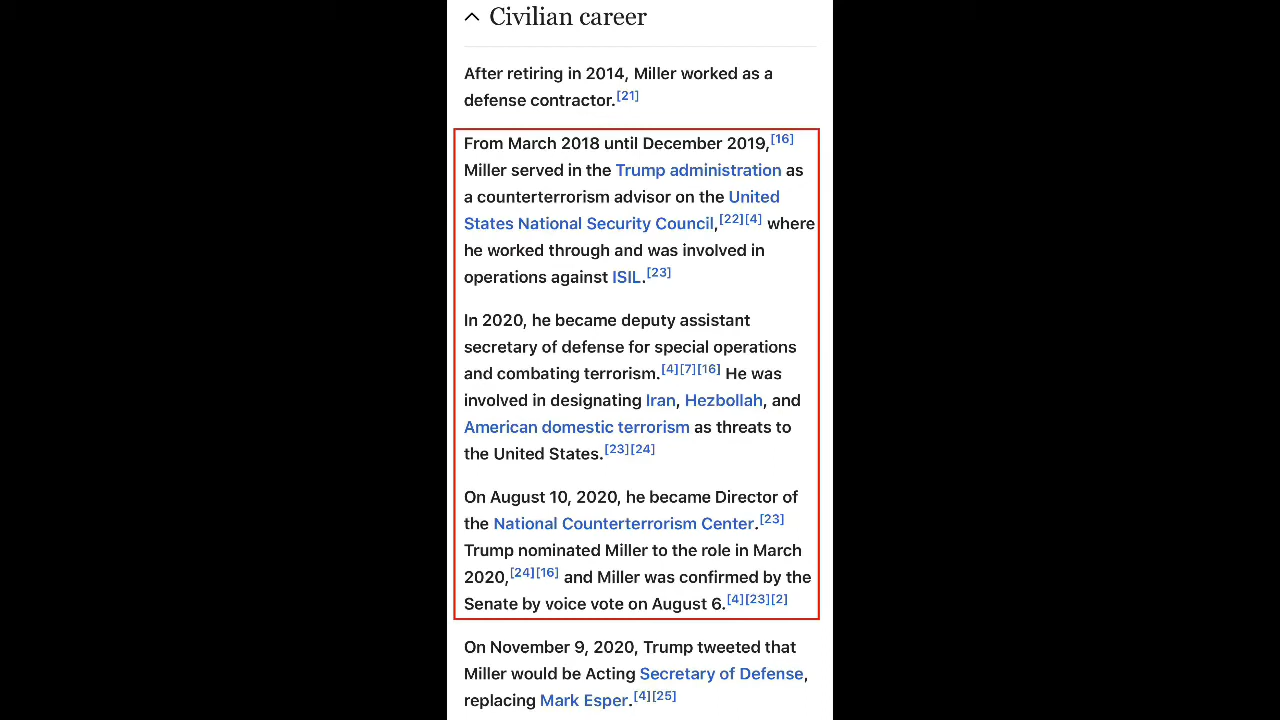 Civilian career
After retiring in 2014, Miller worked as a
defense contractor.[21]
From March 2018 until December 2019,[16]
Miller served in the Trump administration as
a counterterrorism advisor on the United
States National Security Council,[22][4] where
he worked through and was involved in
operations against ISIL.[23]
In 2020, he became deputy assistant
secretary of defense for special operations
and combating terrorism.[4][7][16] He was
involved in designating Iran, Hezbollah, and
American domestic terrorism as threats to
the United States.[23][24]
On August 10, 2020, he became Director of
the National Counterterrorism Center.[23]
Trump nominated Miller to the role in March
2020,[24][16] and Miller was confirmed by the
Senate by voice vote on August 6.[4][23][2]
On November 9, 2020, Trump tweeted that
Miller would be Acting Secretary of Defense,
replacing Mark Esper.[4][25]